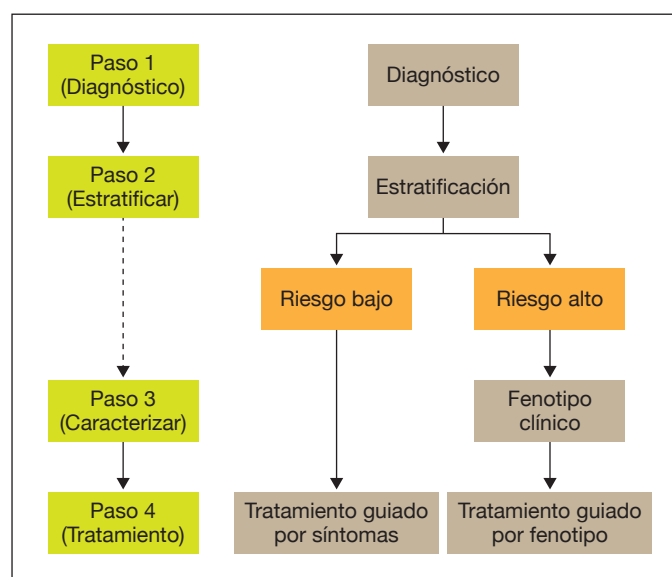 Paso 1
(Diagnóstico)
Diagnóstico
Paso 2
(Estratificar)
Estratificación
Riesgo bajo
Riesgo alto
Paso 3
(Caracterizar)
Fenotipo
clínico
Paso 4
(Tratamiento)
Tratamiento guiado
por síntomas
Tratamiento guiado
por fenotipo